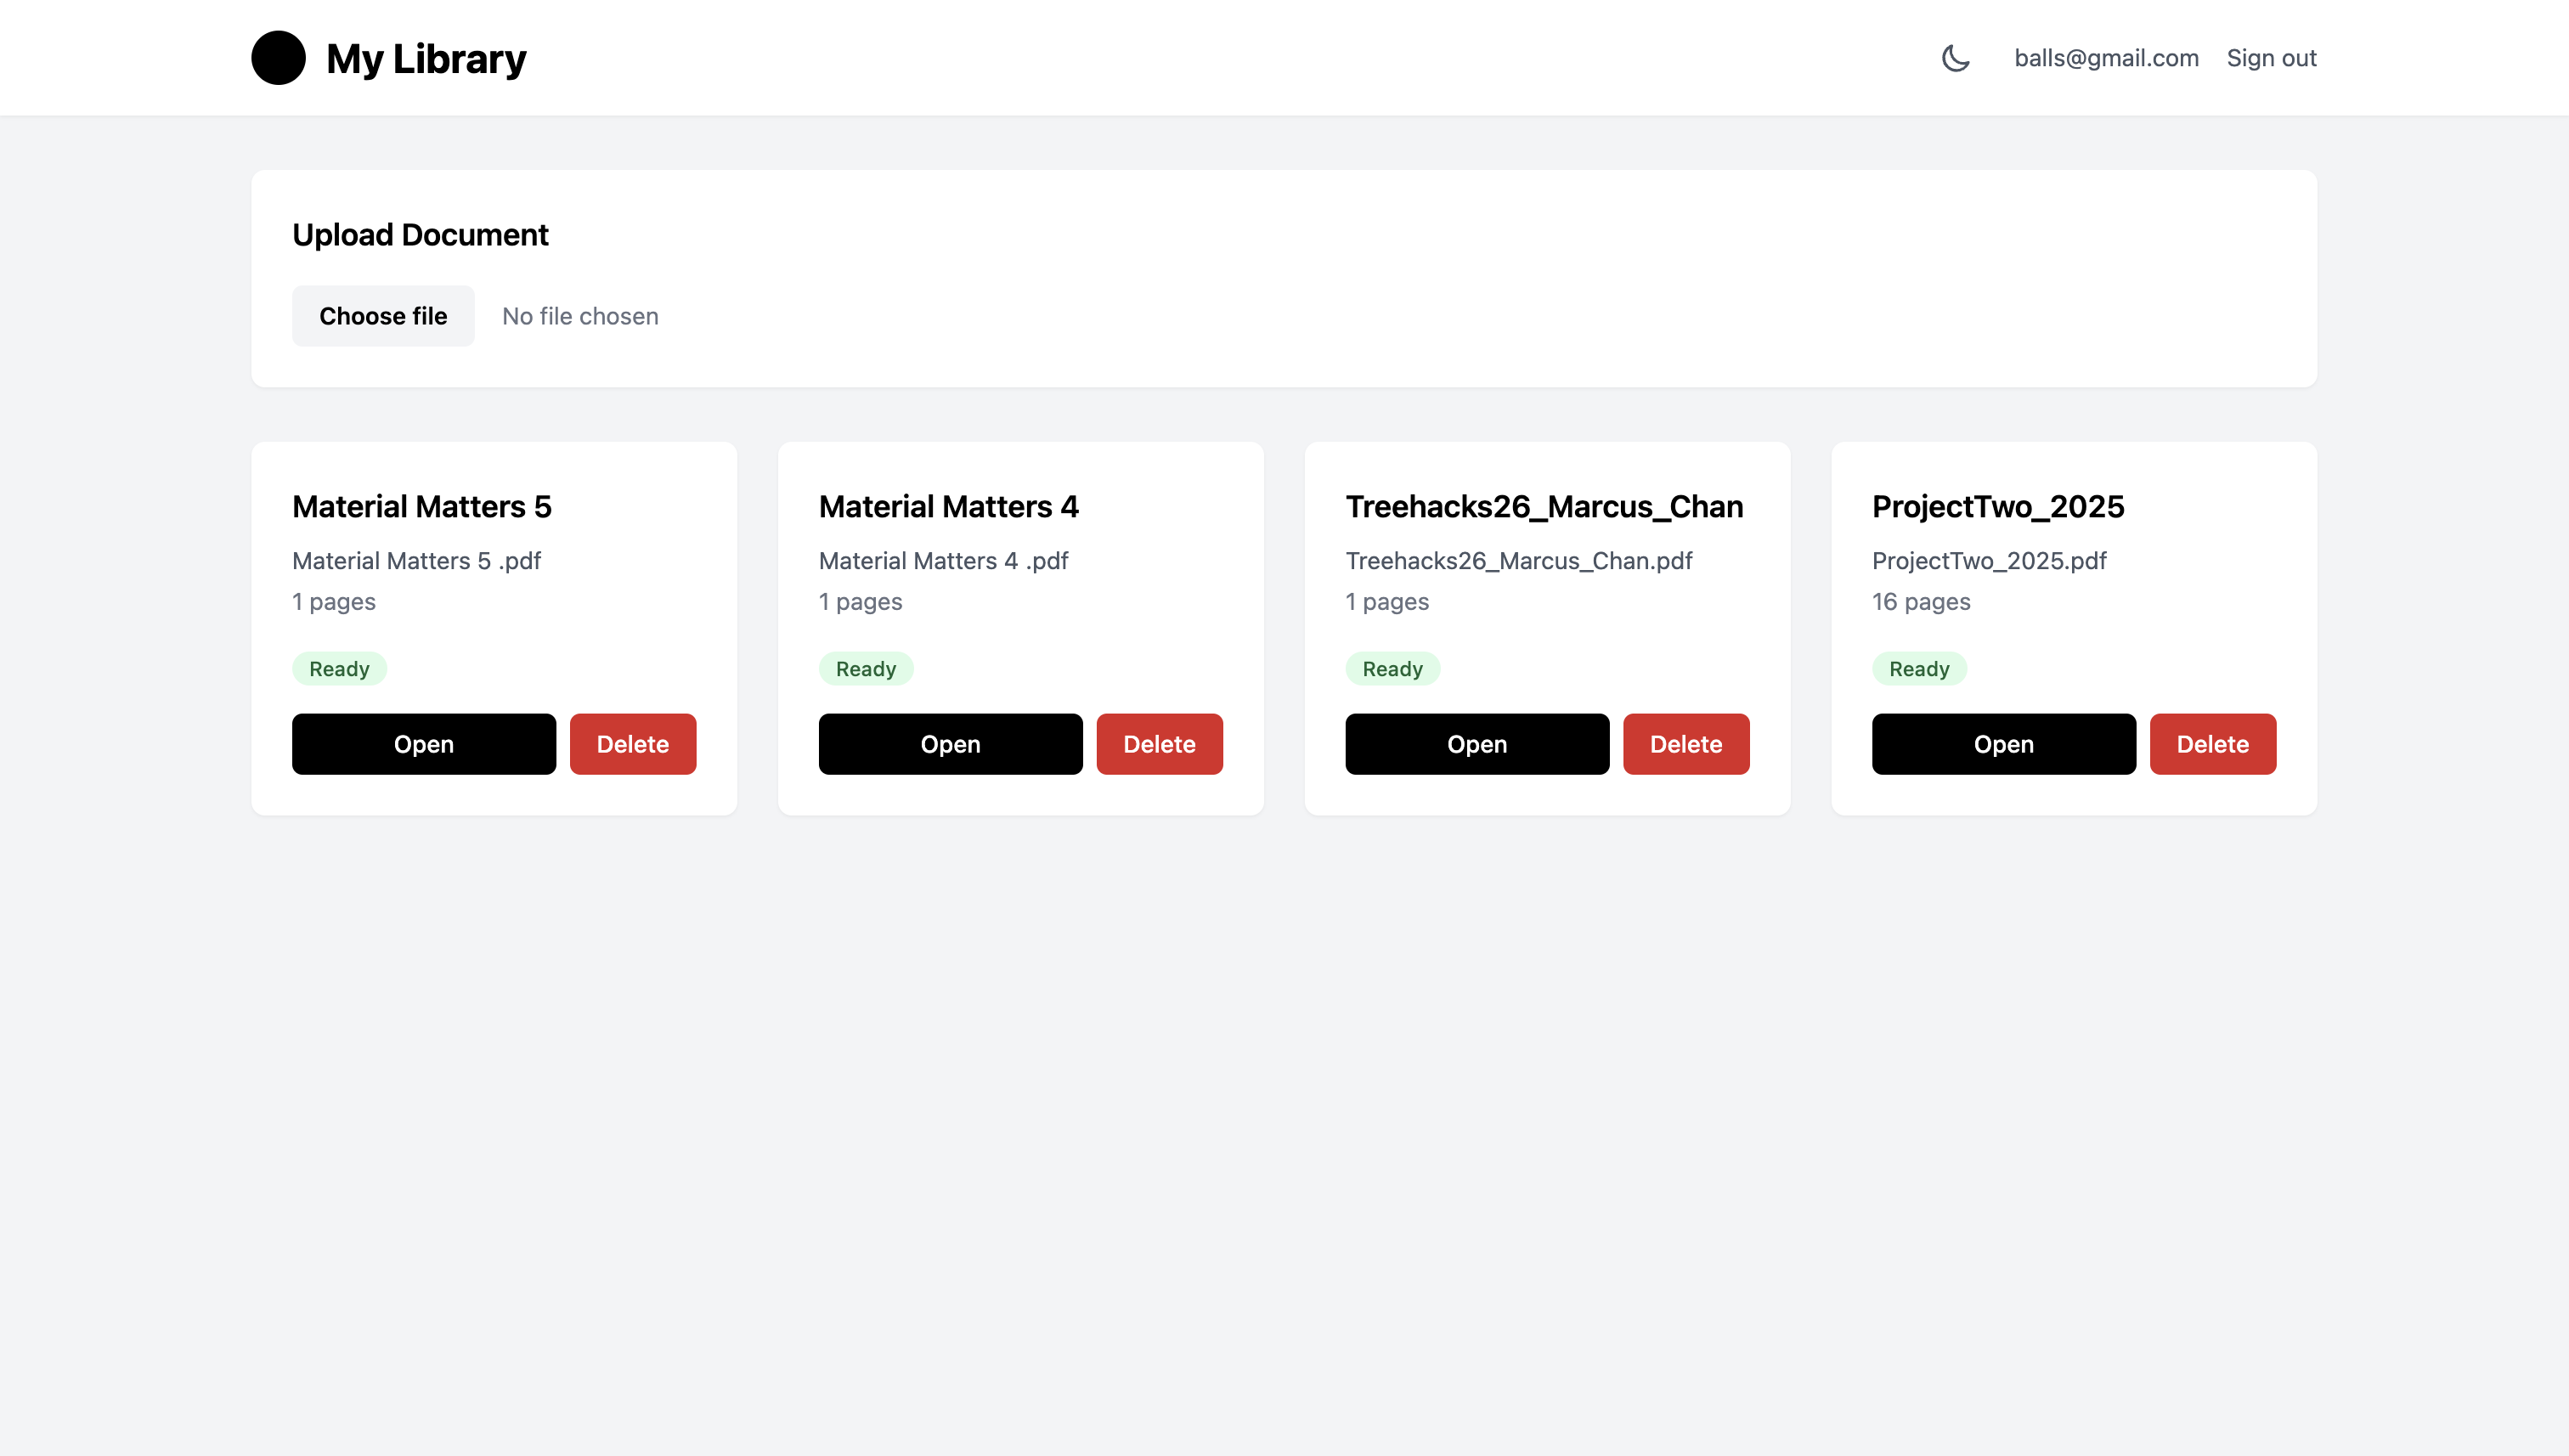 My Library
balls@gmail.com Sign out
Upload Document
Choose file No file chosen
Material Matters 5
Material Matters 5 .pdf
1 pages
Ready
Open Delete
Material Matters 4
Material Matters 4 .pdf
1 pages
Ready
Open Delete
Treehacks26_Marcus_Chan
Treehacks26_Marcus_Chan.pdf
1 pages
Ready
Open Delete
ProjectTwo_2025
ProjectTwo_2025.pdf
16 pages
Ready
Open Delete